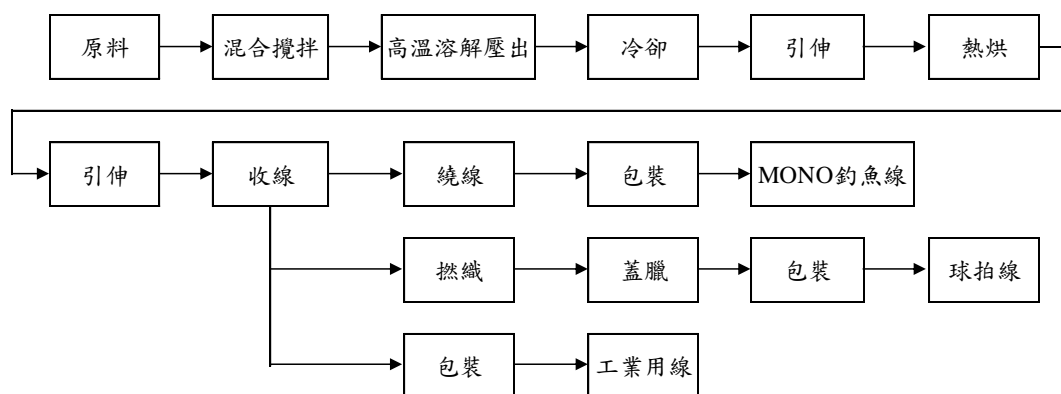 原料 混合攪拌 高溫溶解壓出 冷卻 引伸 熱烘
引伸 收線 繞線 包裝 MONO釣魚線
撚織 蓋臘 包裝 球拍線
包裝 工業用線